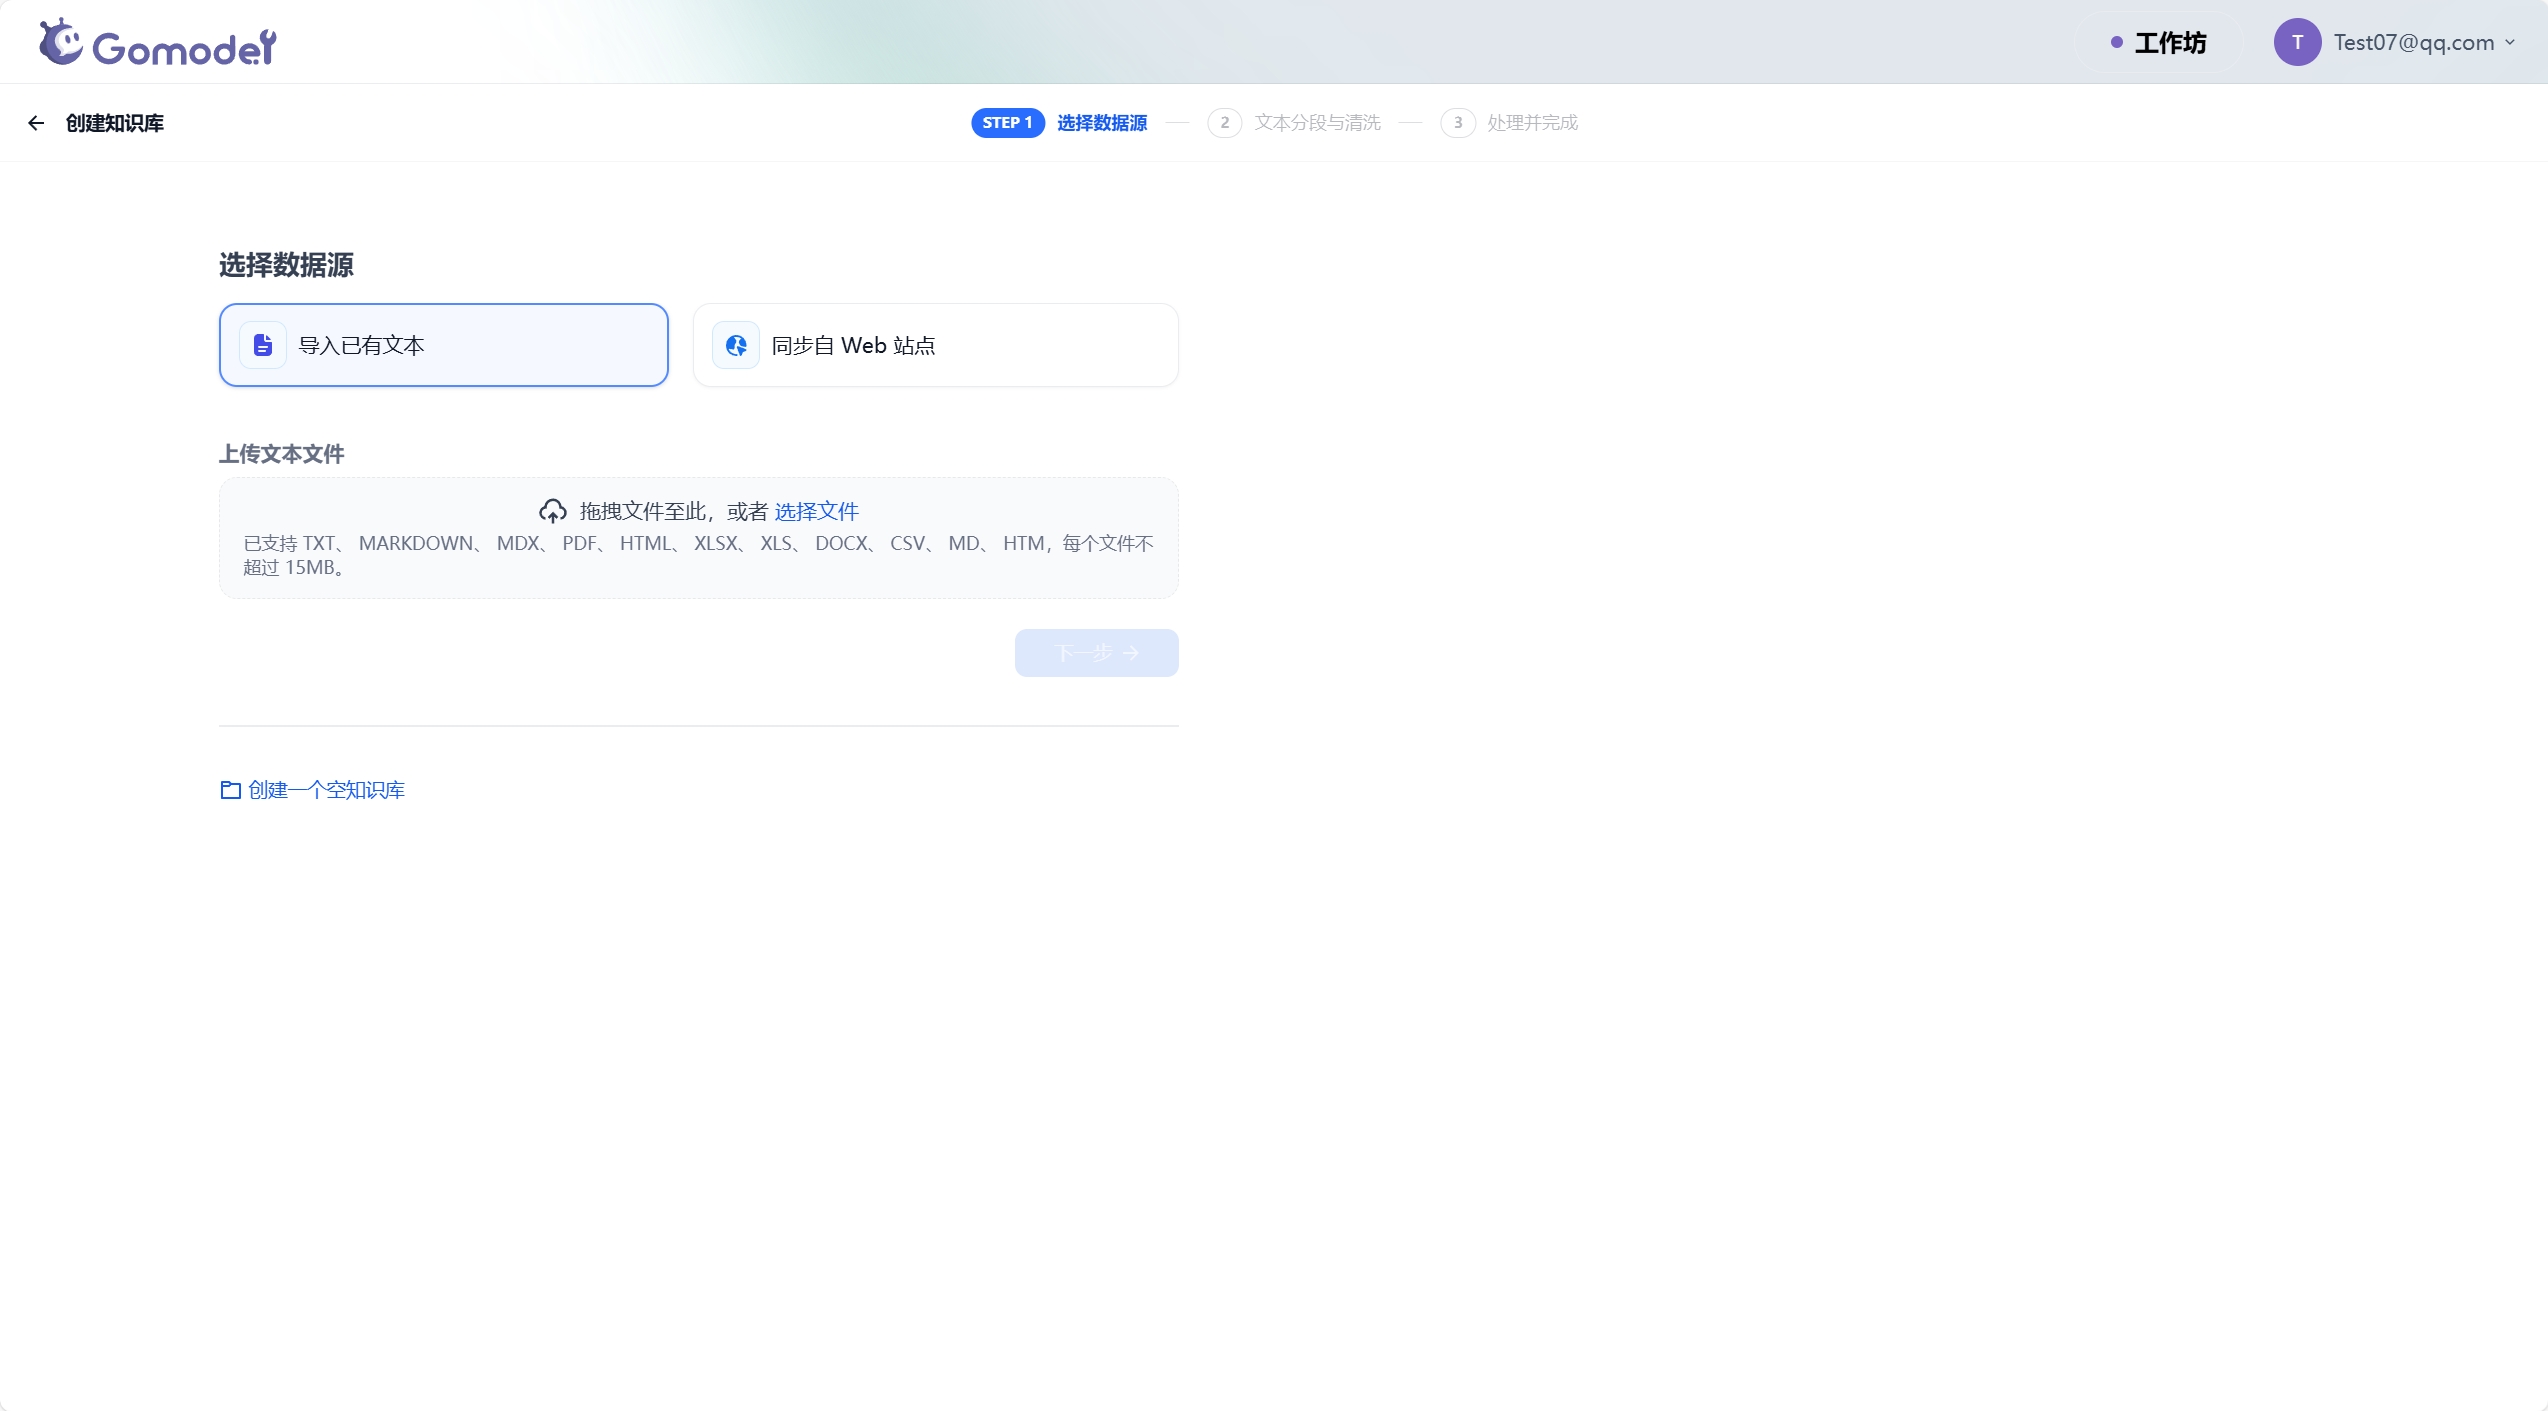 Gomodel
工作坊
T
Test07@qq.com
创建知识库
STEP 1 选择数据源
2 文本分段与清洗
3 处理并完成
选择数据源
导入已有文本
同步自 Web 站点
上传文本文件
拖拽文件至此，或者 选择文件
已支持 TXT、 MARKDOWN、 MDX、 PDF、 HTML、 XLSX、 XLS、 DOCX、 CSV、 MD、 HTM，每个文件不
超过 15MB。
下一步
创建一个空知识库